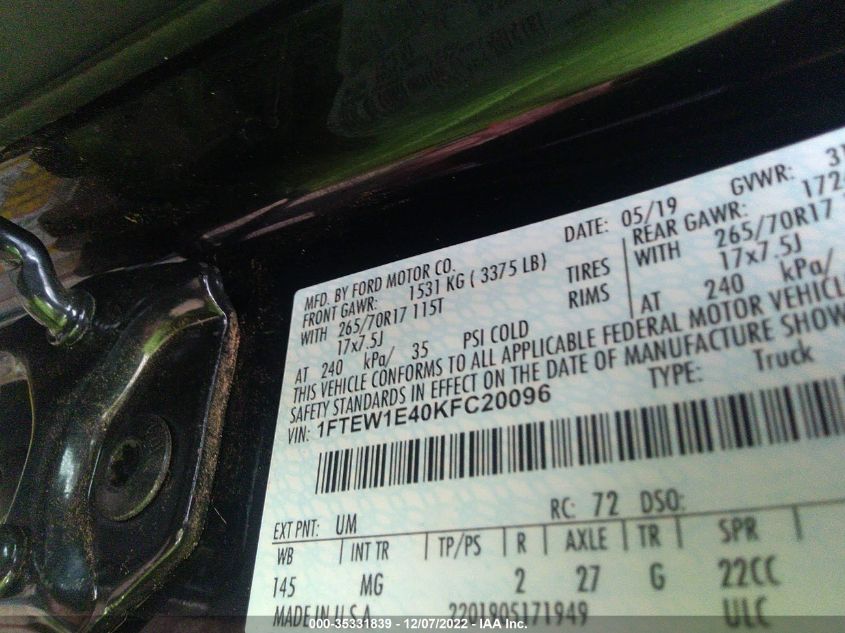 MFD. BY FORD MOTOR CO.
DATE: 05/19
GVWR:
FRONT GAWR: 1531 KG ( 3375 LB)
REAR GAWR:
WITH 265/70R17 115T
TIRES
WITH 265/70R17
17x7.5J
RIMS
17x7.5J
AT 240 kPa/ 35 PSI COLD
AT 240 kPa/
THIS VEHICLE CONFORMS TO ALL APPLICABLE FEDERAL MOTOR VEHICLE
SAFETY STANDARDS IN EFFECT ON THE DATE OF MANUFACTURE SHOW
VIN: 1FTEW1E40KFC20096
TYPE: Truck
EXT PNT: UM
RC: 72 DSO:
WB | INT TR | TP/PS | R | AXLE | TR | SPR
145 MG 2 27 G 22CC
MADE IN U.S.A. 2201905171949 ULC
000-35331839 - 12/07/2022 - IAA Inc.